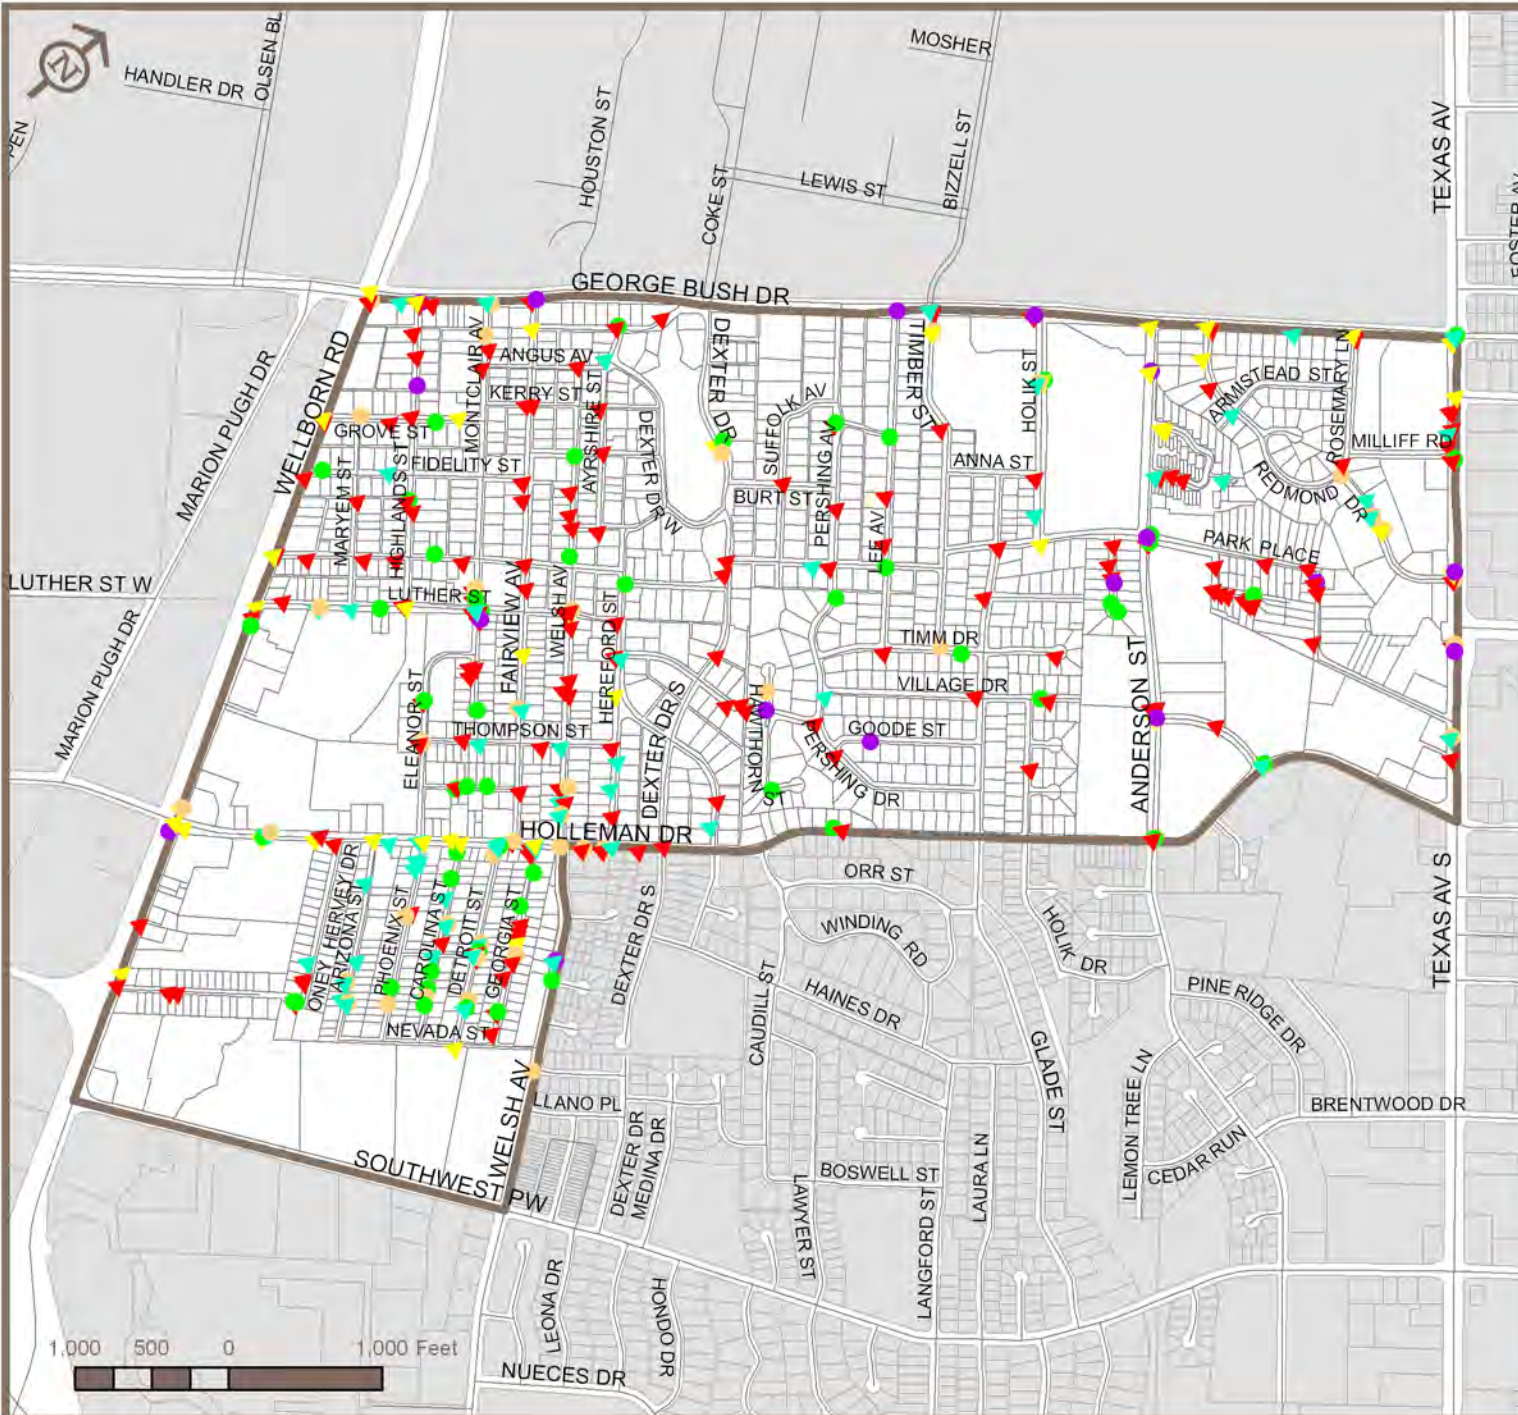 MOSHER
N
HANDLER DR
OLSEN BL
PEN
HOUSTON ST
COKE ST
LEWIS ST
BIZZELL ST
TEXAS AV
FOSTER AV
GEORGE BUSH DR
WELLBORN RD
MARION PUGH DR
MONTCLAIR AV
ANGUS AV
KERRY ST
AYRSHIRE ST
DEXTER DR
TIMBER ST
HOLIK ST
ARMISTEAD ST
ROSEMARY LN
MILLIFF RD
GROVE ST
FIDELITY ST
MARYEM ST
HIGHLANDS ST
DEXTER DR W
SUFFOLK AV
BURT ST
PERSHING AV
ANNA ST
LEE AV
REDMOND DR
PARK PLACE
LUTHER ST W
LUTHER ST
FAIRVIEW AV
WELSH AV
HEREFORD ST
TIMM DR
VILLAGE DR
MARION PUGH DR
ELEANOR ST
THOMPSON ST
DEXTER DR S
HAWTHORN ST
GOODE ST
PERSHING DR
ANDERSON ST
HOLLEMAN DR
ORR ST
WINDING RD
HOLIK DR
TEXAS AV S
ONEY HERVEY DR
ARIZONA ST
PHOENIX ST
CAROLINA ST
DETROIT ST
GEORGIA ST
NEVADA ST
DEXTER DR S
CAUDILL ST
HAINES DR
PINE RIDGE DR
GLADE ST
LEMON TREE LN
BRENTWOOD DR
CEDAR RUN
WELSH AV
LLANO PL
SOUTHWEST PW
DEXTER DR
MEDINA DR
BOSWELL ST
LAWYER ST
LANGFORD ST
LAURA LN
LEONA DR
HONDO DR
NUECES DR
1,000 500 0 1,000 Feet